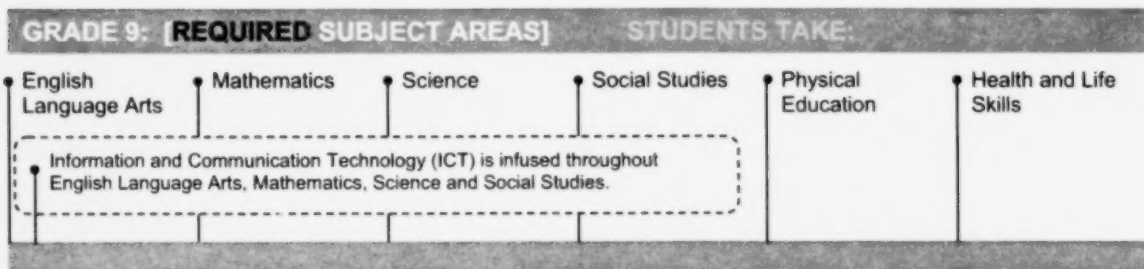 GRADE 9: [REQUIRED SUBJECT AREAS] STUDENTS TAKE:
English
Language Arts
Mathematics
Science
Social Studies
Physical
Education
Health and Life
Skills
Information and Communication Technology (ICT) is infused throughout
English Language Arts, Mathematics, Science and Social Studies.